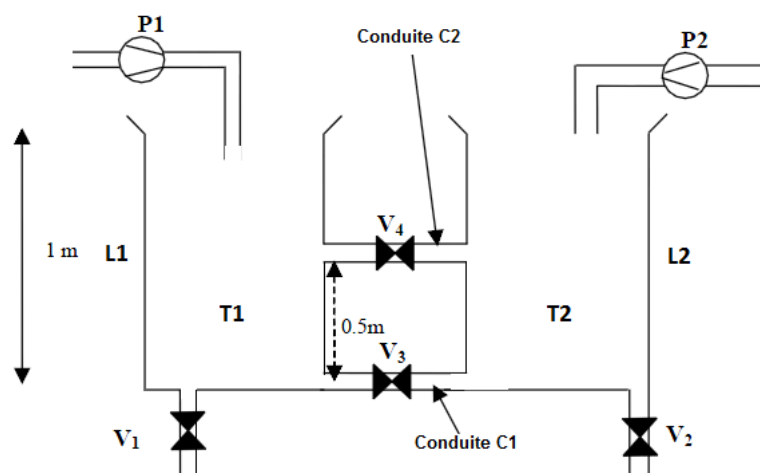 P1
Conduite C2
P2
V4
1 m
L1
L2
T1
0.5m
T2
V3
V1
Conduite C1
V2